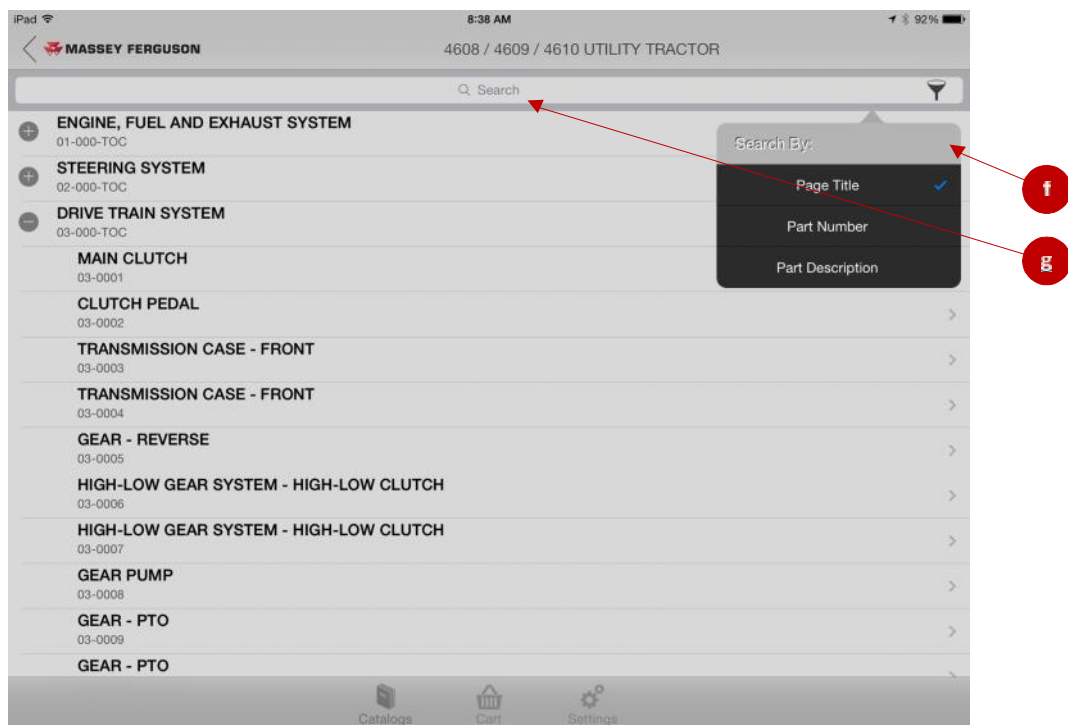 iPad 8:38 AM 92%
MASSEY FERGUSON 4608 / 4609 / 4610 UTILITY TRACTOR
Search
ENGINE, FUEL AND EXHAUST SYSTEM
01-000-TOC
Search By:
STEERING SYSTEM
02-000-TOC
Page Title
f
DRIVE TRAIN SYSTEM
03-000-TOC
Part Number
MAIN CLUTCH
03-0001
Part Description
g
CLUTCH PEDAL
03-0002
TRANSMISSION CASE - FRONT
03-0003
TRANSMISSION CASE - FRONT
03-0004
GEAR - REVERSE
03-0005
HIGH-LOW GEAR SYSTEM - HIGH-LOW CLUTCH
03-0006
HIGH-LOW GEAR SYSTEM - HIGH-LOW CLUTCH
03-0007
GEAR PUMP
03-0008
GEAR - PTO
03-0009
GEAR - PTO
Catalogs Cart Settings